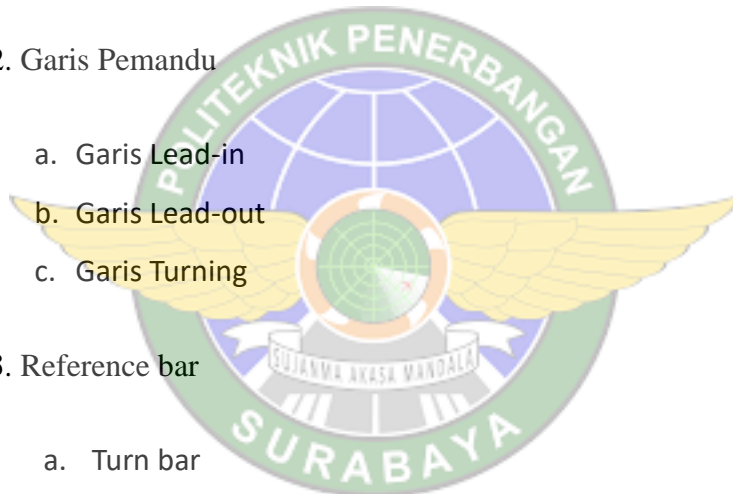 POLITEKNIK PENERBANGAN
2. Garis Pemandu
a. Garis Lead-in
b. Garis Lead-out
c. Garis Turning
3. Reference bar
SUJANMA AKASA MANDALA
a. Turn bar
SURABAYA